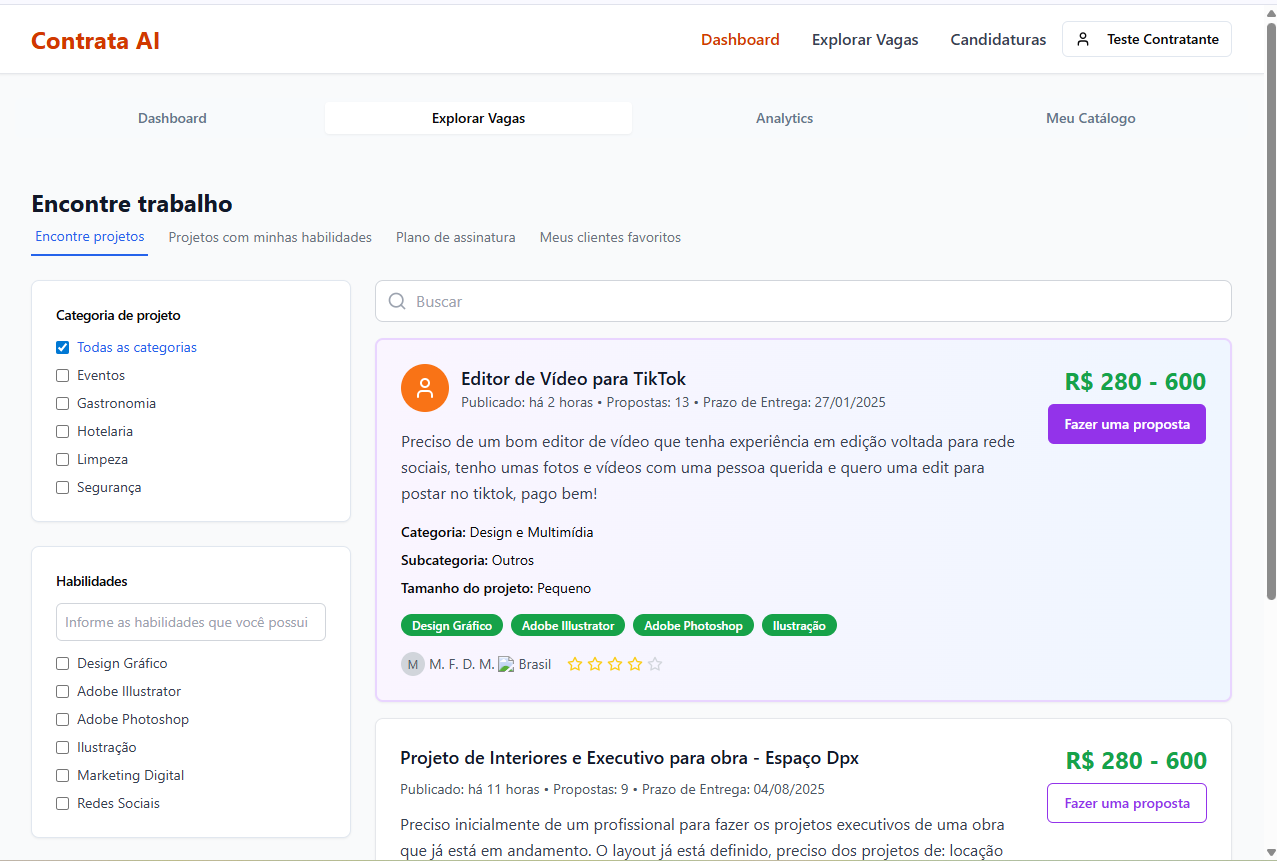 Contrata AI
Dashboard
Explorar Vagas
Candidaturas
Teste Contratante
Dashboard
Explorar Vagas
Analytics
Meu Catálogo
Encontre trabalho
Encontre projetos
Projetos com minhas habilidades
Plano de assinatura
Meus clientes favoritos
Categoria de projeto
Todas as categorias
Eventos
Gastronomia
Hotelaria
Limpeza
Segurança
Habilidades
Informe as habilidades que você possui
Design Gráfico
Adobe Illustrator
Adobe Photoshop
Ilustração
Marketing Digital
Redes Sociais
Buscar
Editor de Vídeo para TikTok
Publicado: há 2 horas • Propostas: 13 • Prazo de Entrega: 27/01/2025
R$ 280 - 600
Fazer uma proposta
Preciso de um bom editor de vídeo que tenha experiência em edição voltada para rede
sociais, tenho umas fotos e vídeos com uma pessoa querida e quero uma edit para
postar no tiktok, pago bem!
Categoria: Design e Multimídia
Subcategoria: Outros
Tamanho do projeto: Pequeno
Design Gráfico
Adobe Illustrator
Adobe Photoshop
Ilustração
M M. F. D. M. Brasil
Projeto de Interiores e Executivo para obra - Espaço Dpx
Publicado: há 11 horas • Propostas: 9 • Prazo de Entrega: 04/08/2025
R$ 280 - 600
Fazer uma proposta
Preciso inicialmente de um profissional para fazer os projetos executivos de uma obra
que já está em andamento. O layout já está definido, preciso dos projetos de: locação